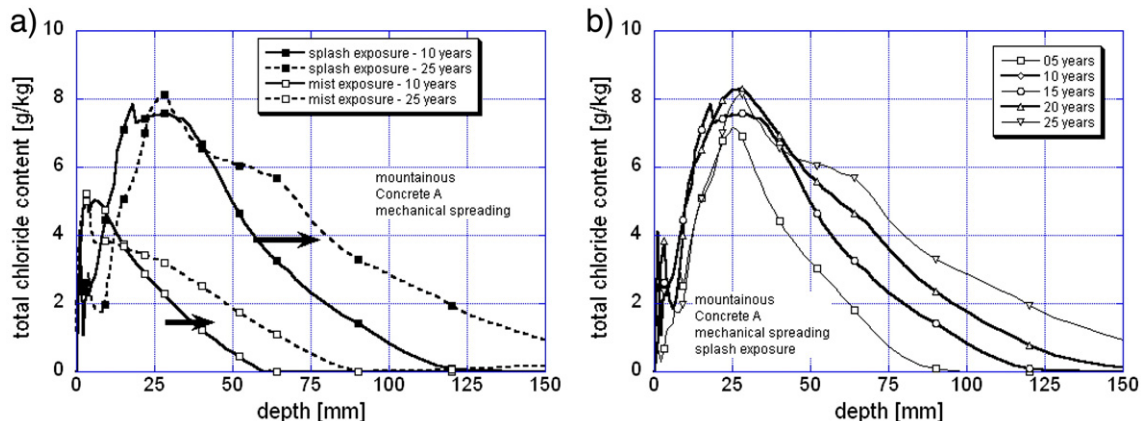 a)
total chloride content [g/kg]
10
8
6
4
2
0
splash exposure - 10 years
splash exposure - 25 years
mist exposure - 10 years
mist exposure - 25 years
mountainous
Concrete A
mechanical spreading
0 25 50 75 100 125 150
depth [mm]
b)
total chloride content [g/kg]
10
8
6
4
2
0
05 years
10 years
15 years
20 years
25 years
mountainous
Concrete A
mechanical spreading
splash exposure
0 25 50 75 100 125 150
depth [mm]